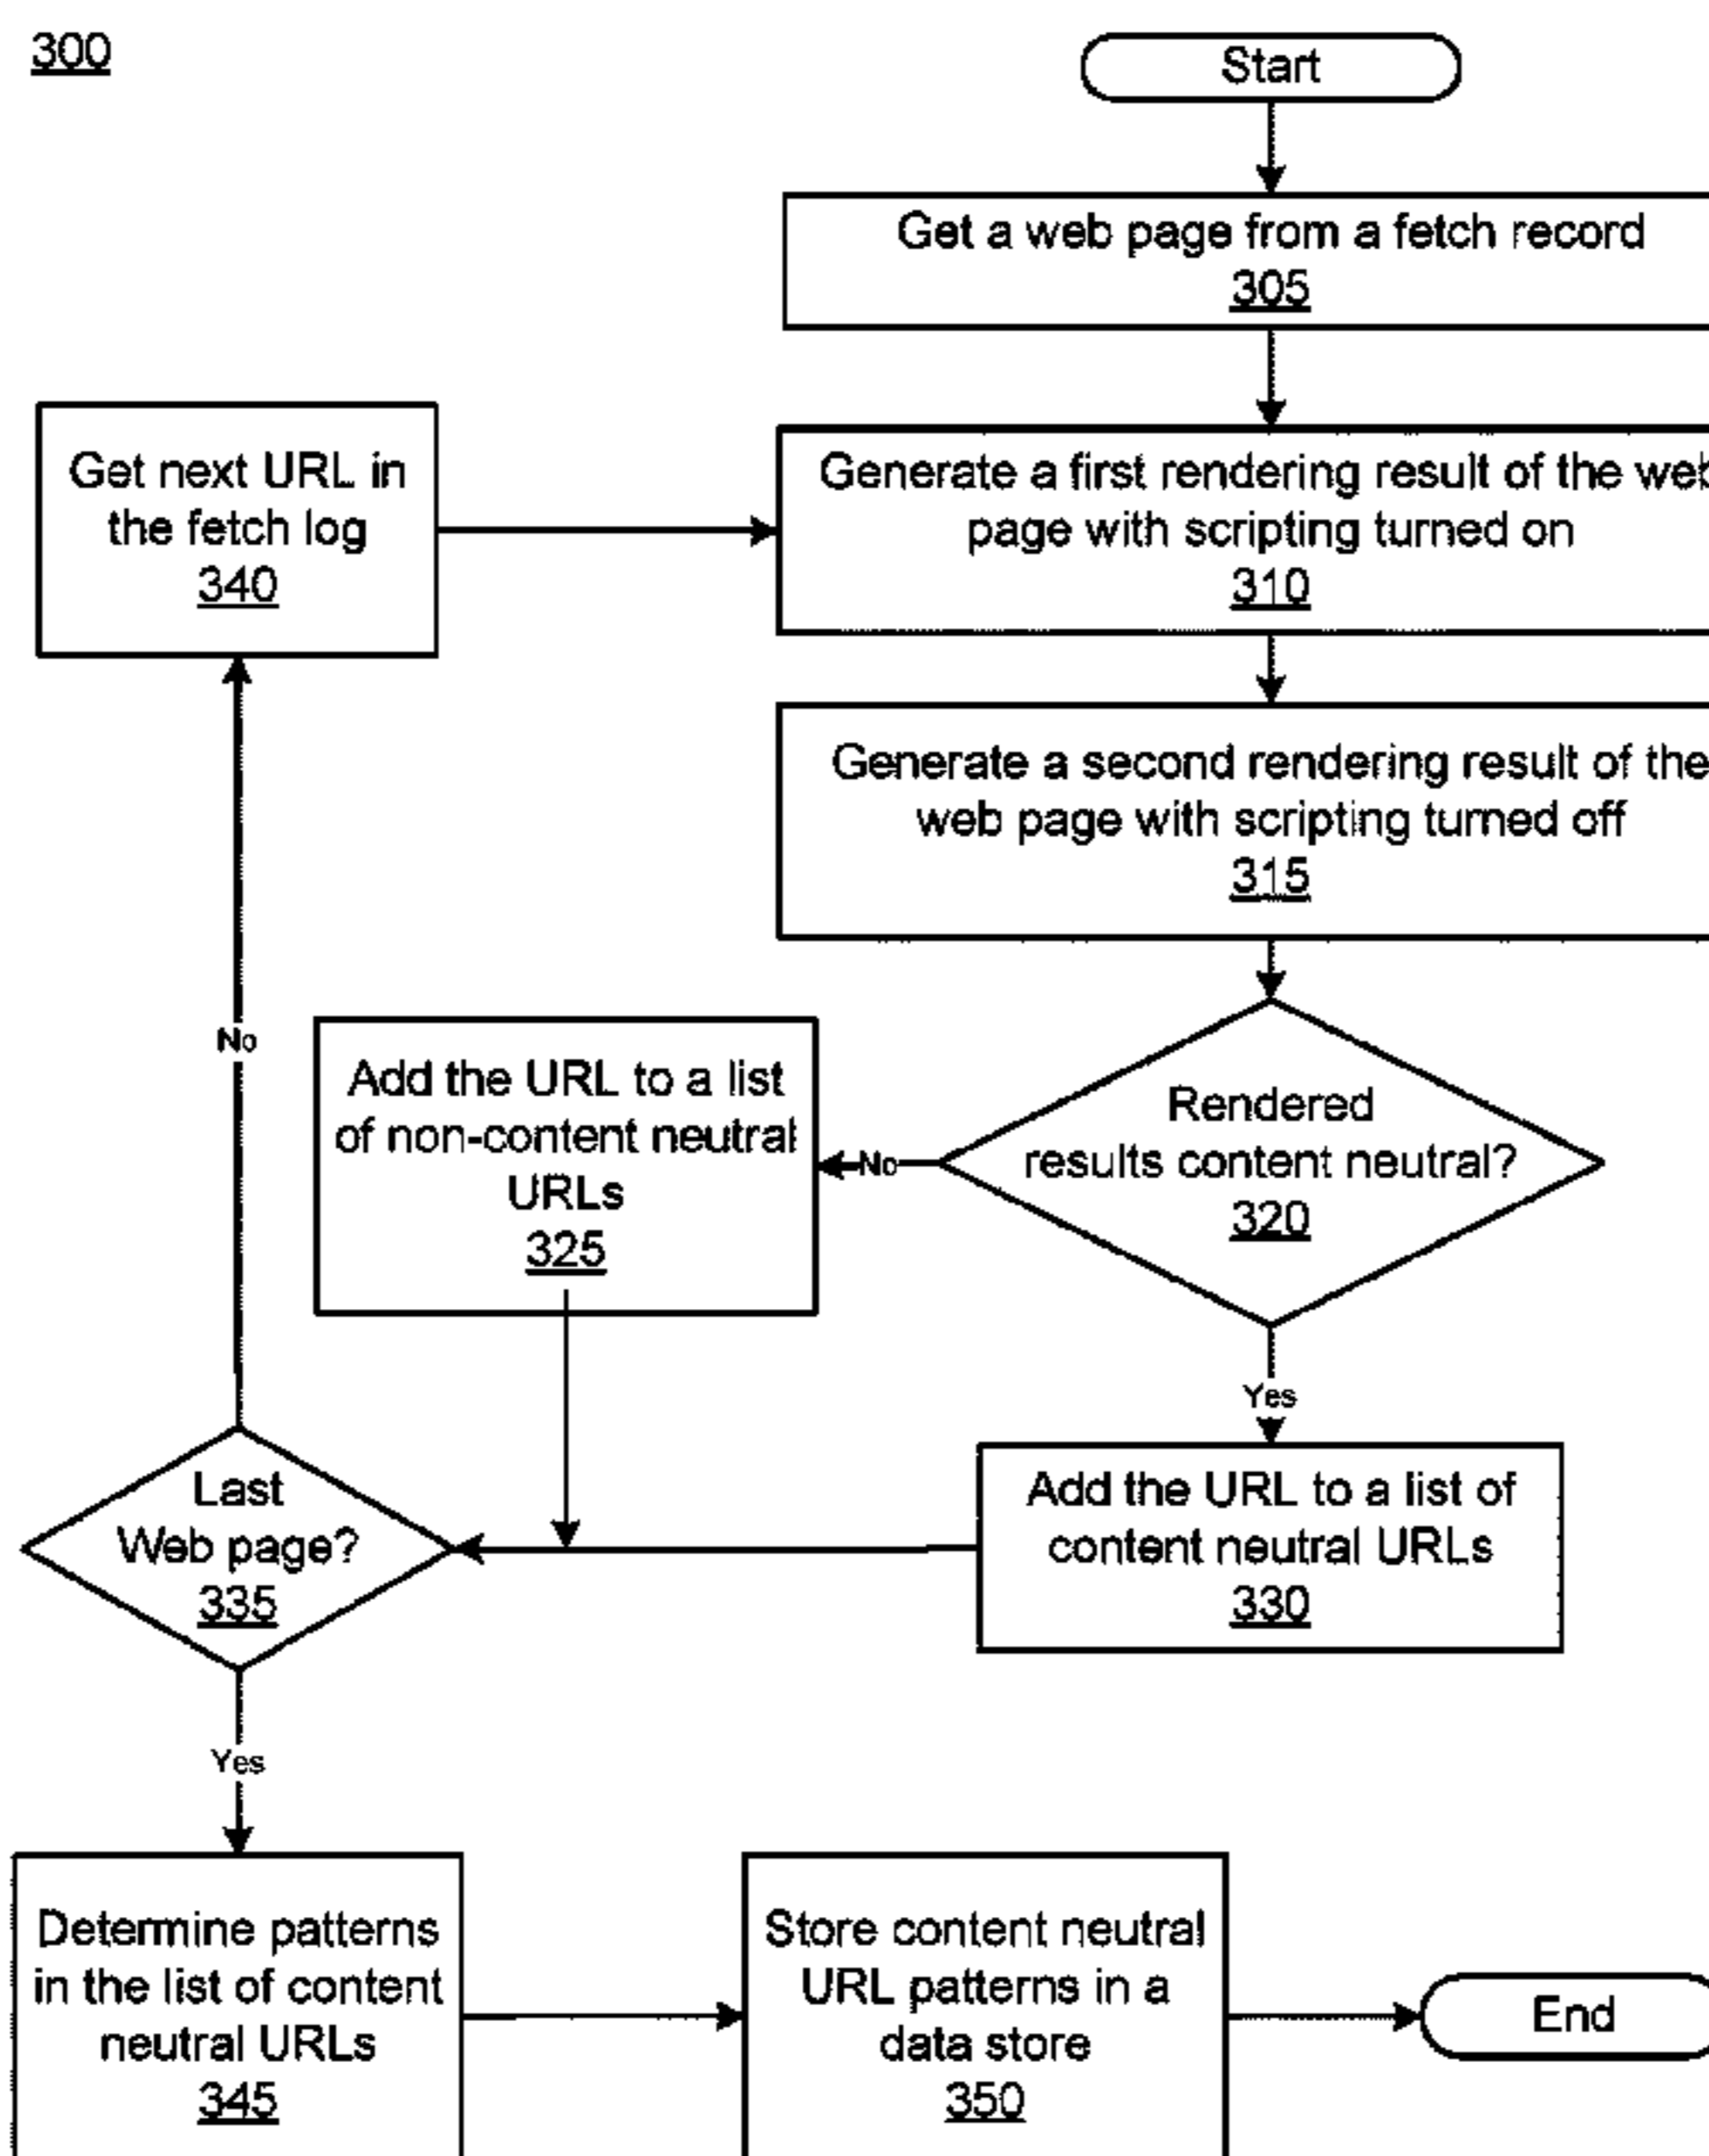 300
Start
Get a web page from a fetch record
305
Get next URL in
the fetch log
340
Generate a first rendering result of the web
page with scripting turned on
310
Generate a second rendering result of the
web page with scripting turned off
315
No
Add the URL to a list
of non-content neutral
URLs
325
No
Rendered
results content neutral?
320
Yes
Last
Web page?
335
Add the URL to a list of
content neutral URLs
330
Yes
Determine patterns
in the list of content
neutral URLs
345
Store content neutral
URL patterns in a
data store
350
End